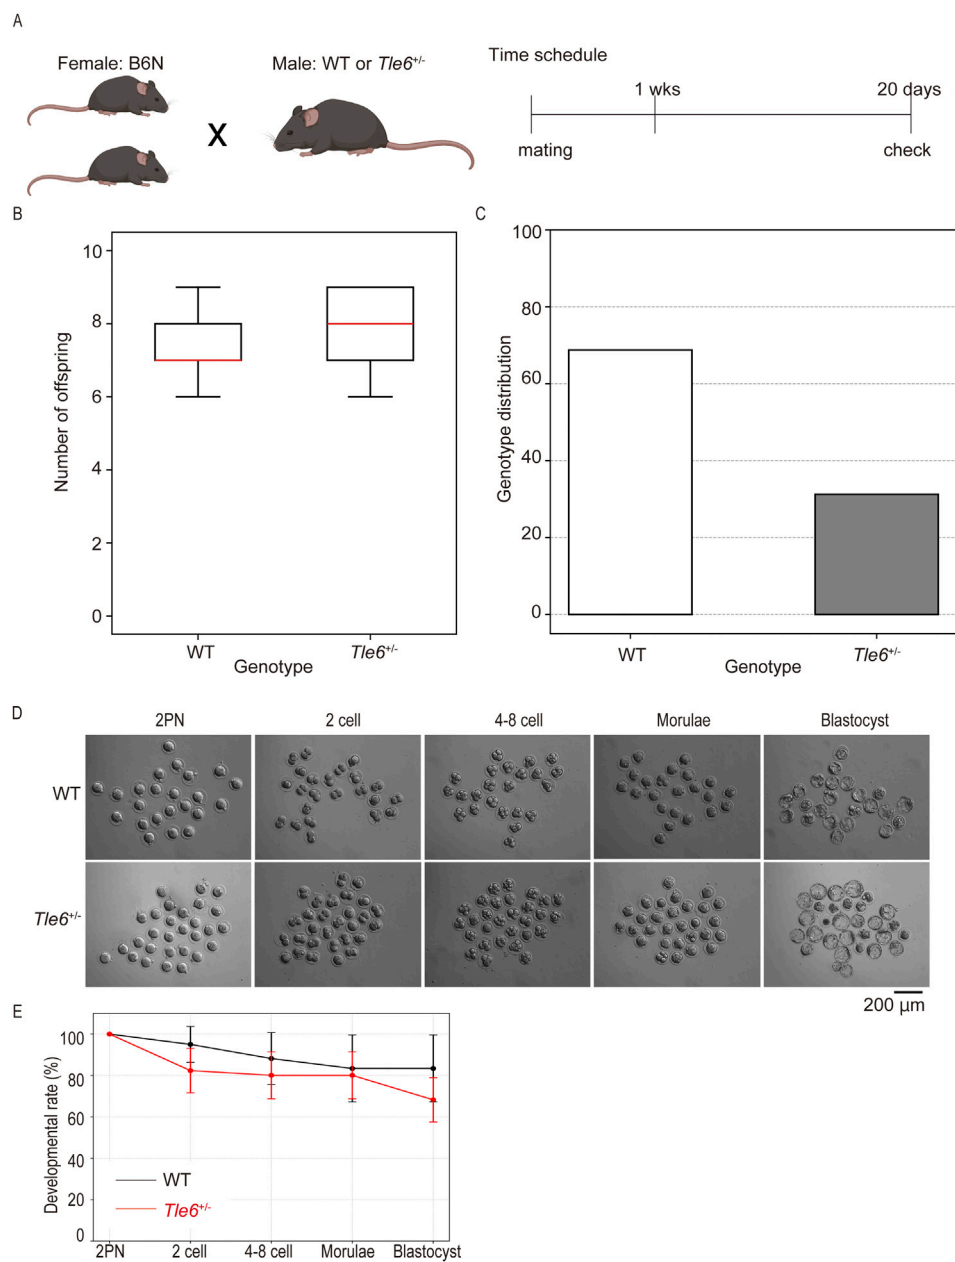 A
Female: B6N
Male: WT or Tle6+/-
X
Time schedule
1 wks
20 days
mating
check
B
Number of offspring
10
8
6
4
2
0
WT
Tle6+/-
Genotype
C
Genotype distribution
100
80
60
40
20
0
WT
Tle6+/-
Genotype
D
2PN
2 cell
4-8 cell
Morulae
Blastocyst
WT
Tle6+/-
200 μm
E
Developmental rate (%)
100
80
60
40
20
0
WT
Tle6+/-
2PN
2 cell
4-8 cell
Morulae
Blastocyst